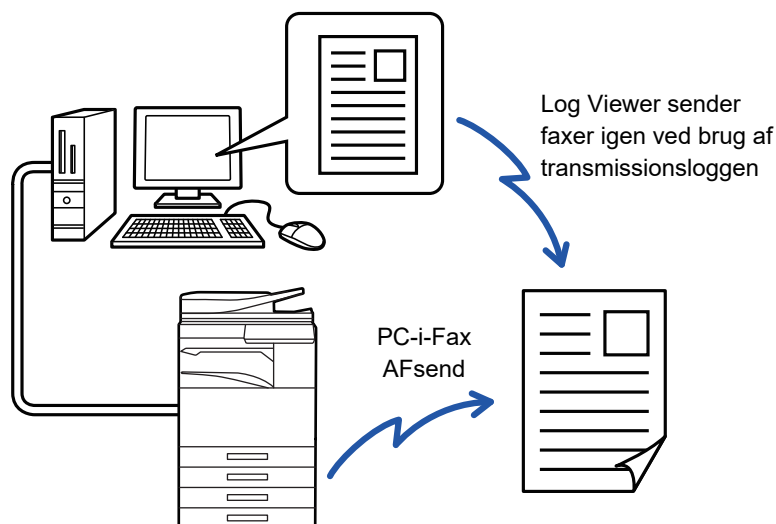 Log Viewer sender
faxer igen ved brug af
transmissionsloggen
PC-i-Fax
AFsend